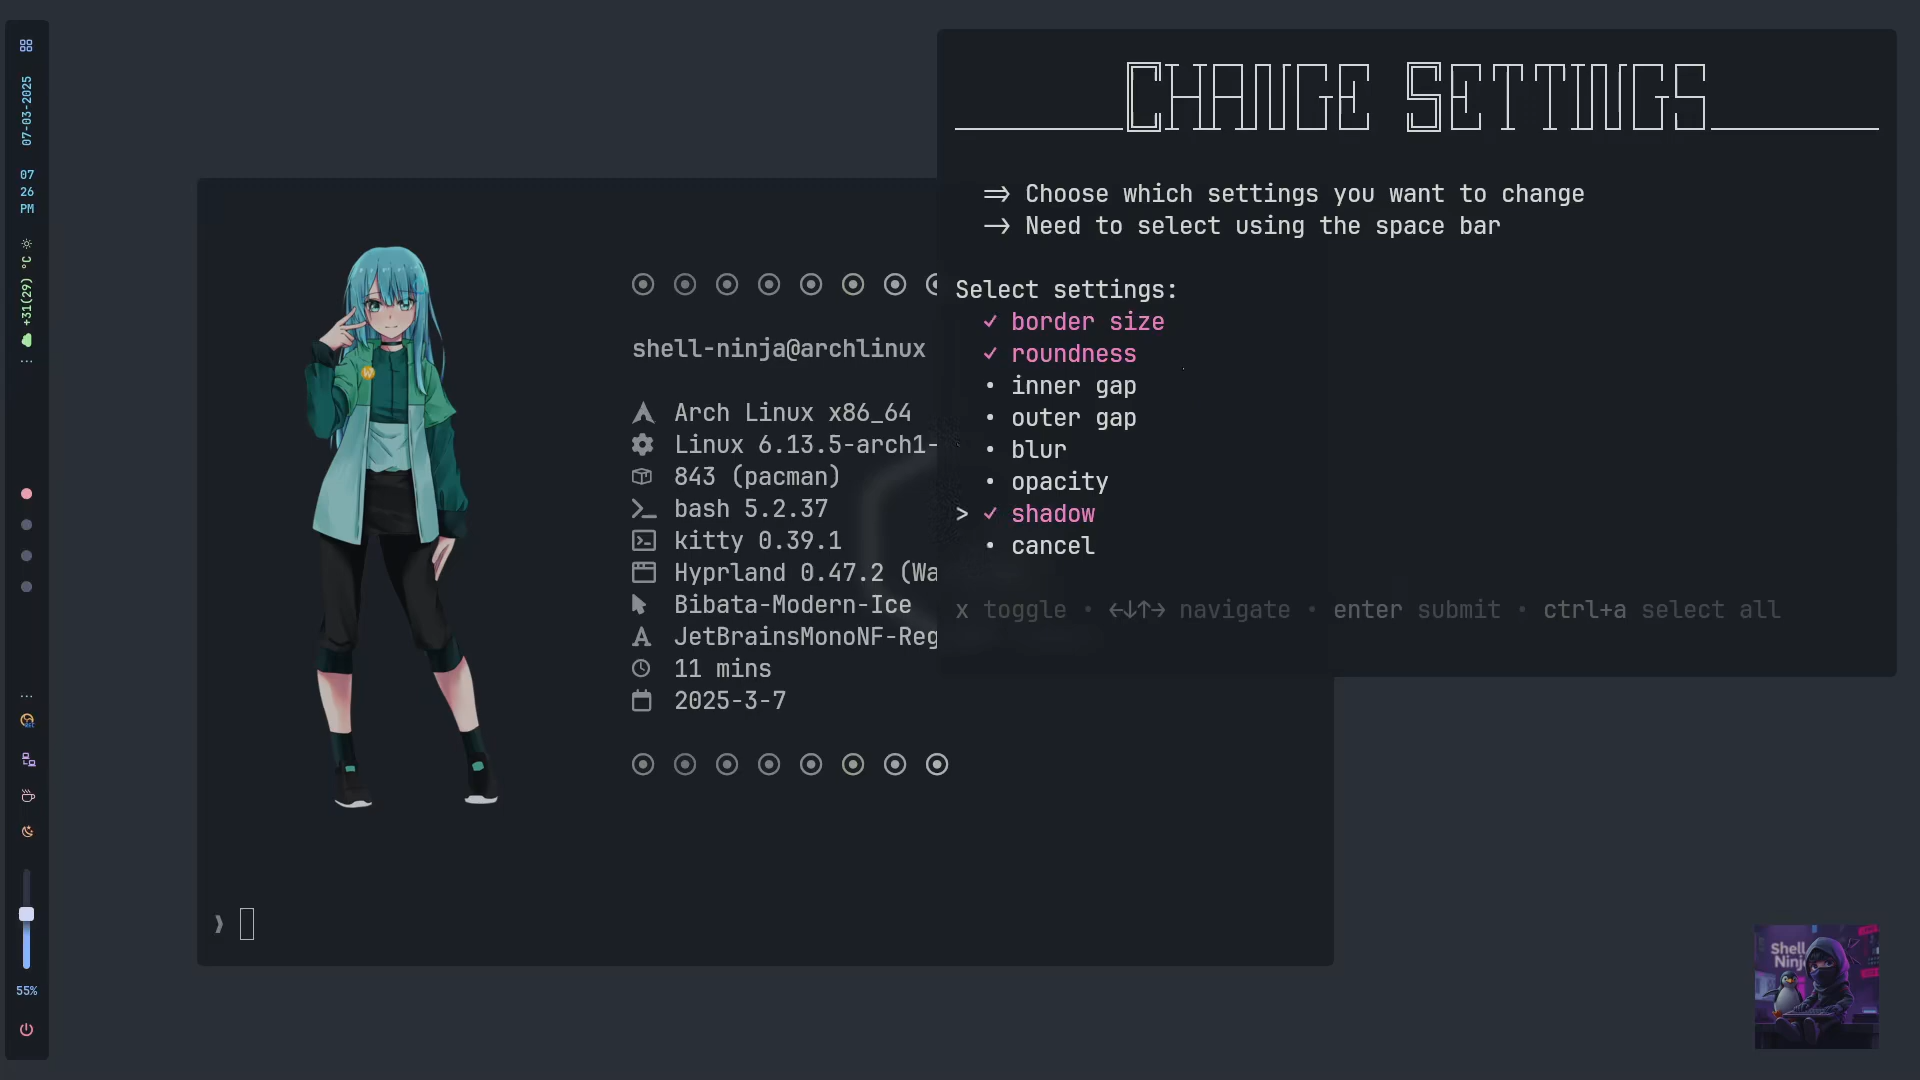 07-03-2025
07
26
PM
+31(29) °C
55%
shell-ninja@archlinux
Arch Linux x86_64
Linux 6.13.5-arch1-
843 (pacman)
bash 5.2.37
kitty 0.39.1
Hyprland 0.47.2 (Wa
Bibata-Modern-Ice
JetBrainsMonoNF-Reg
11 mins
2025-3-7
❯
CHANGE SETTINGS
=> Choose which settings you want to change
-> Need to select using the space bar
Select settings:
✓ border size
✓ roundness
• inner gap
• outer gap
• blur
• opacity
> ✓ shadow
• cancel
x toggle • ←↓↑→ navigate • enter submit • ctrl+a select all
Shell
Ninja